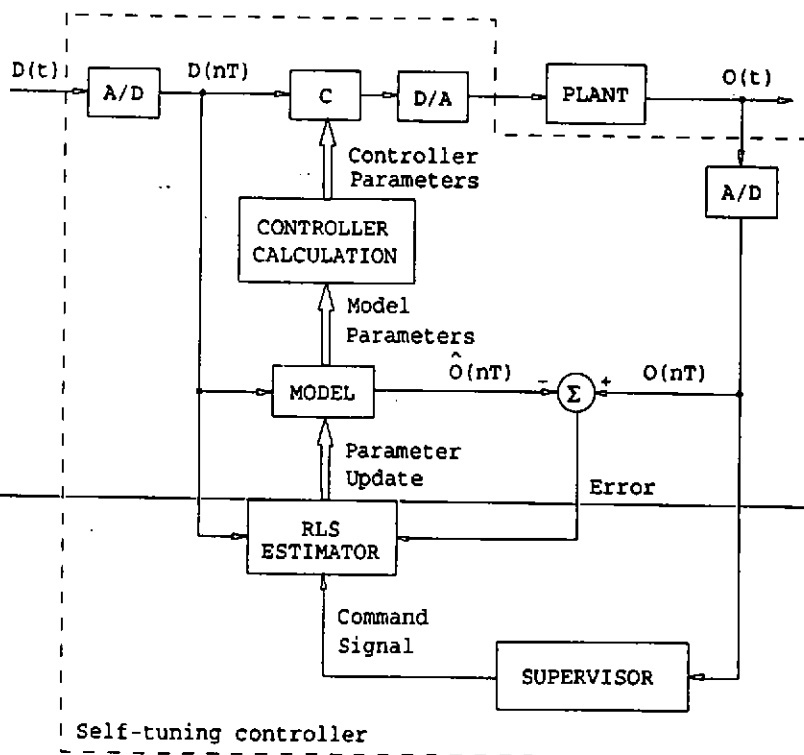 D(t)
A/D
D(nT)
C
D/A
PLANT
O(t)
Controller
Parameters
A/D
CONTROLLER
CALCULATION
Model
Parameters
MODEL
Ô(nT)
-
Σ
+
O(nT)
Parameter
Update
Error
RLS
ESTIMATOR
Command
Signal
SUPERVISOR
Self-tuning controller